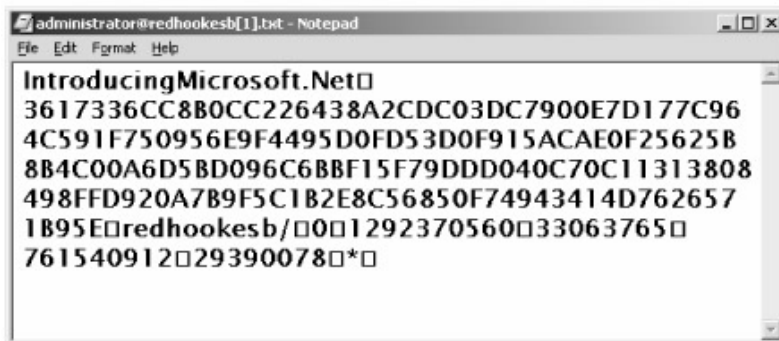 administrator@redhookesb[1].txt - Notepad
File Edit Format Help
IntroducingMicrosoft.Net□
3617336CC8B0CC226438A2CDC03DC7900E7D177C96
4C591F750956E9F4495D0FD53D0F915ACAE0F25625B
8B4C00A6D5BD096C6BBF15F79DDD040C70C11313808
498FFD920A7B9F5C1B2E8C56850F74943414D762657
1B95E□redhookesb/□0□1292370560□33063765□
761540912□29390078□*□